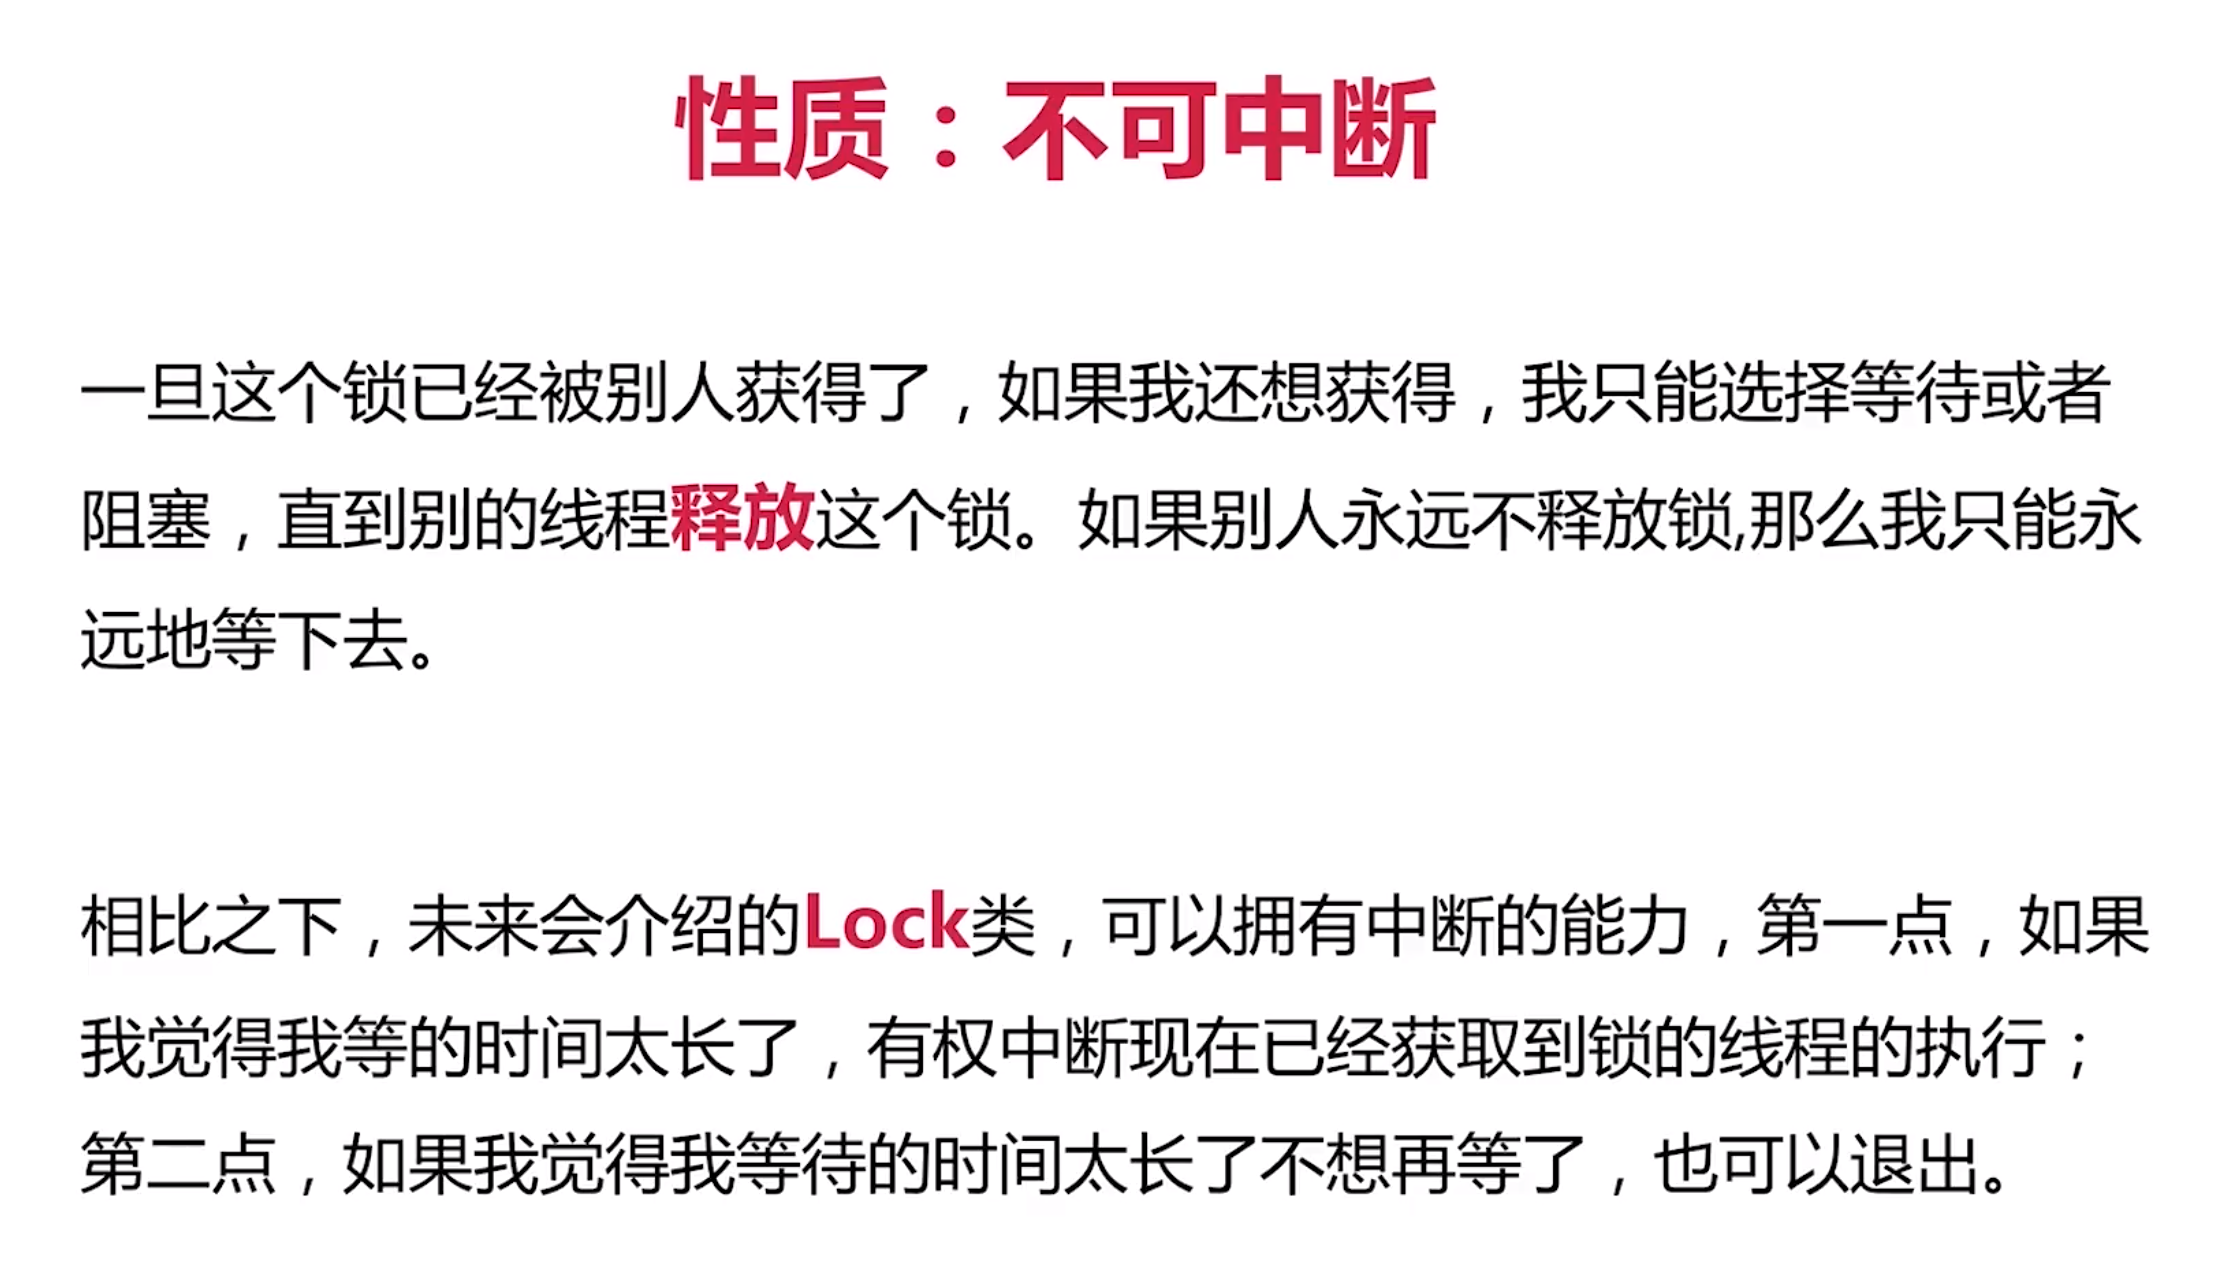 性质：不可中断
一旦这个锁已经被别人获得了，如果我还想获得，我只能选择等待或者
阻塞，直到别的线程释放这个锁。如果别人永远不释放锁,那么我只能永
远地等下去。
相比之下，未来会介绍的Lock类，可以拥有中断的能力，第一点，如果
我觉得我等的时间太长了，有权中断现在已经获取到锁的线程的执行；
第二点，如果我觉得我等待的时间太长了不想再等了，也可以退出。